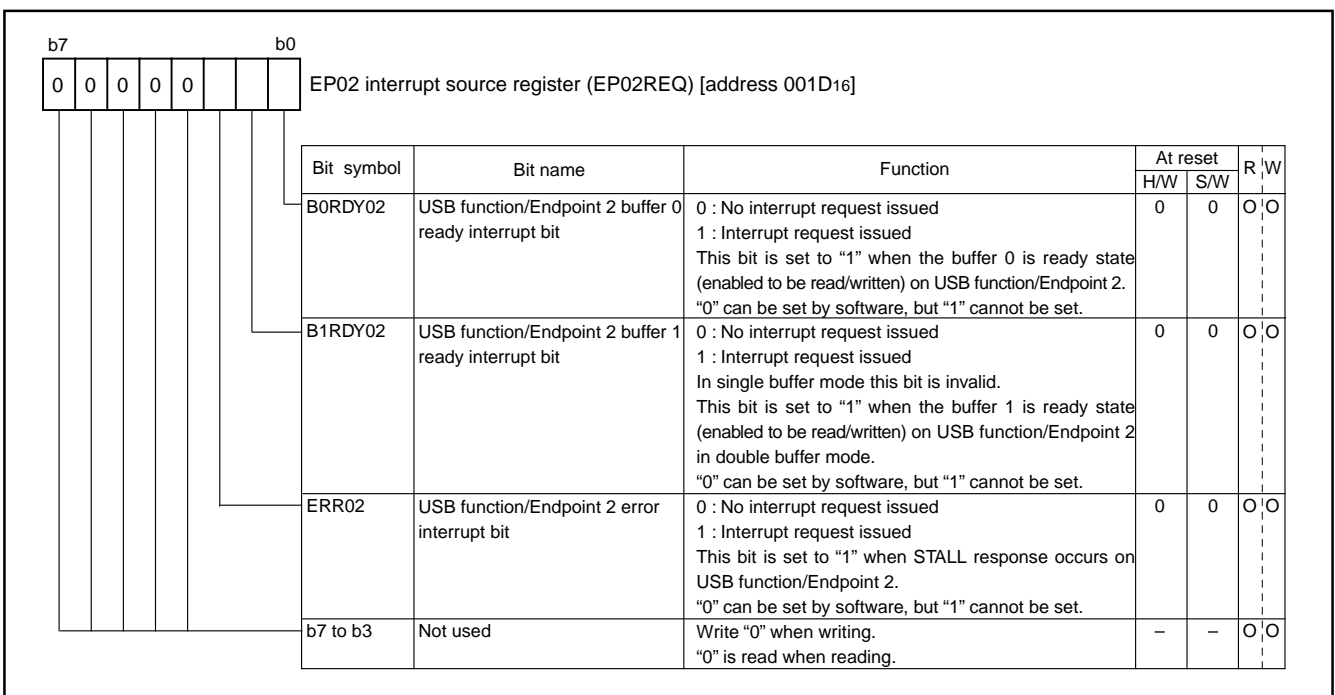 b7 b0
0 0 0 0 0 EP02 interrupt source register (EP02REQ) [address 001D16]
Bit symbol Bit name Function At reset R W
H/W S/W
B0RDY02 USB function/Endpoint 2 buffer 0 0 : No interrupt request issued 0 0 O O
ready interrupt bit 1 : Interrupt request issued
This bit is set to “1” when the buffer 0 is ready state
(enabled to be read/written) on USB function/Endpoint 2.
“0” can be set by software, but “1” cannot be set.
B1RDY02 USB function/Endpoint 2 buffer 1 0 : No interrupt request issued 0 0 O O
ready interrupt bit 1 : Interrupt request issued
In single buffer mode this bit is invalid.
This bit is set to “1” when the buffer 1 is ready state
(enabled to be read/written) on USB function/Endpoint 2
in double buffer mode.
“0” can be set by software, but “1” cannot be set.
ERR02 USB function/Endpoint 2 error 0 : No interrupt request issued 0 0 O O
interrupt bit 1 : Interrupt request issued
This bit is set to “1” when STALL response occurs on
USB function/Endpoint 2.
“0” can be set by software, but “1” cannot be set.
b7 to b3 Not used Write “0” when writing. – – O O
“0” is read when reading.